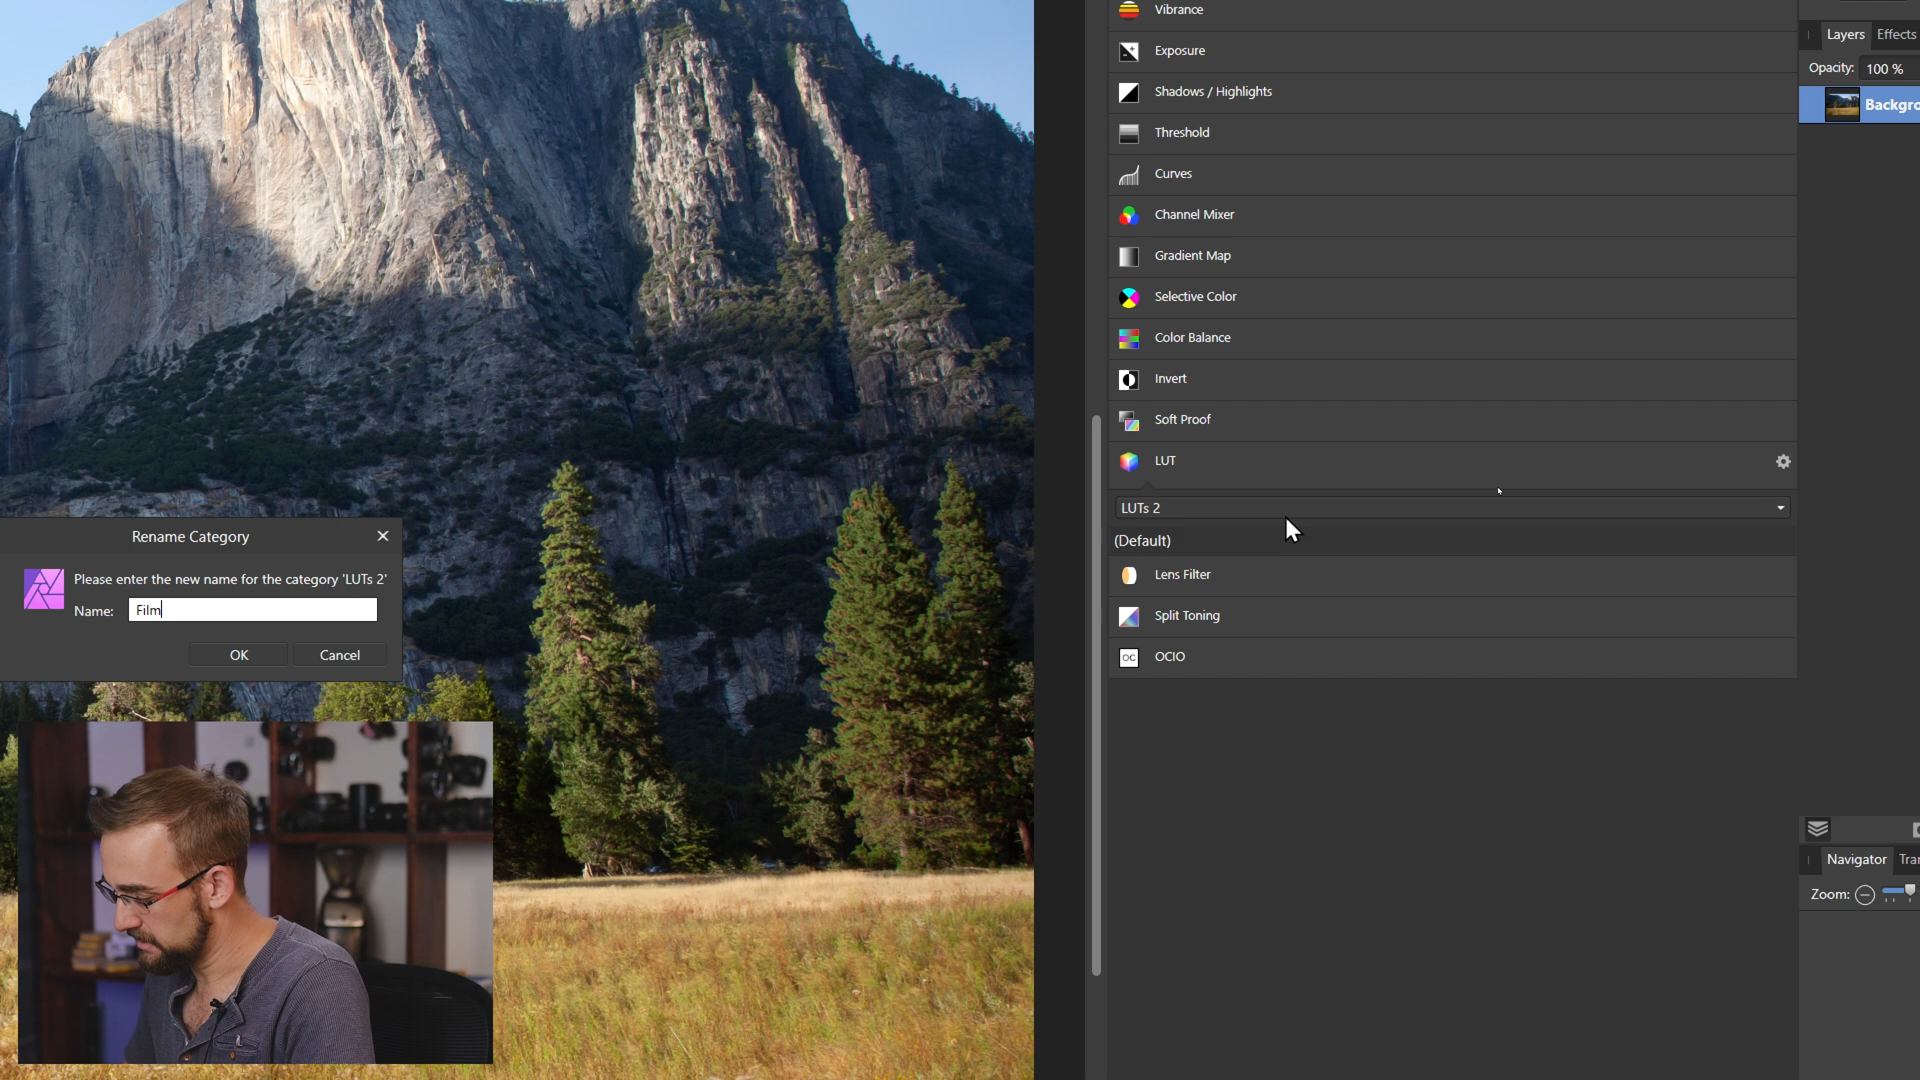 Vibrance
Exposure
Shadows / Highlights
Threshold
Curves
Channel Mixer
Gradient Map
Selective Color
Color Balance
Invert
Soft Proof
LUT
LUTs 2
(Default)
Lens Filter
Split Toning
OC OCIO
Layers Effects
Opacity: 100 %
Backgro
Rename Category
Please enter the new name for the category 'LUTs 2'
Name: Film
OK Cancel
Navigator Tra
Zoom: